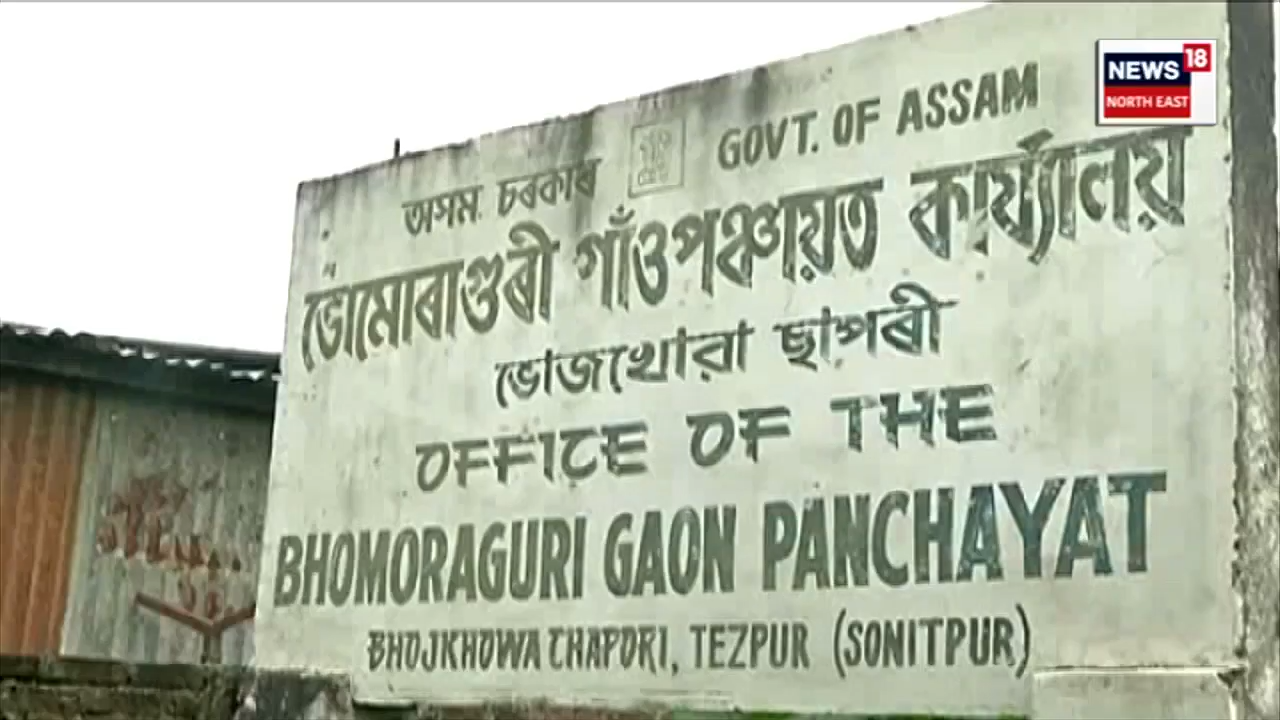 NEWS 18
NORTH EAST
অসম চৰকাৰ GOVT. OF ASSAM
ভোমোৰাগুৰী গাঁওপঞ্চায়ত কাৰ্য্যালয়
ভোজখোৱা ছাপৰী
OFFICE OF THE
BHOMORAGURI GAON PANCHAYAT
BHOJKHOWA CHAPORI, TEZPUR (SONITPUR)